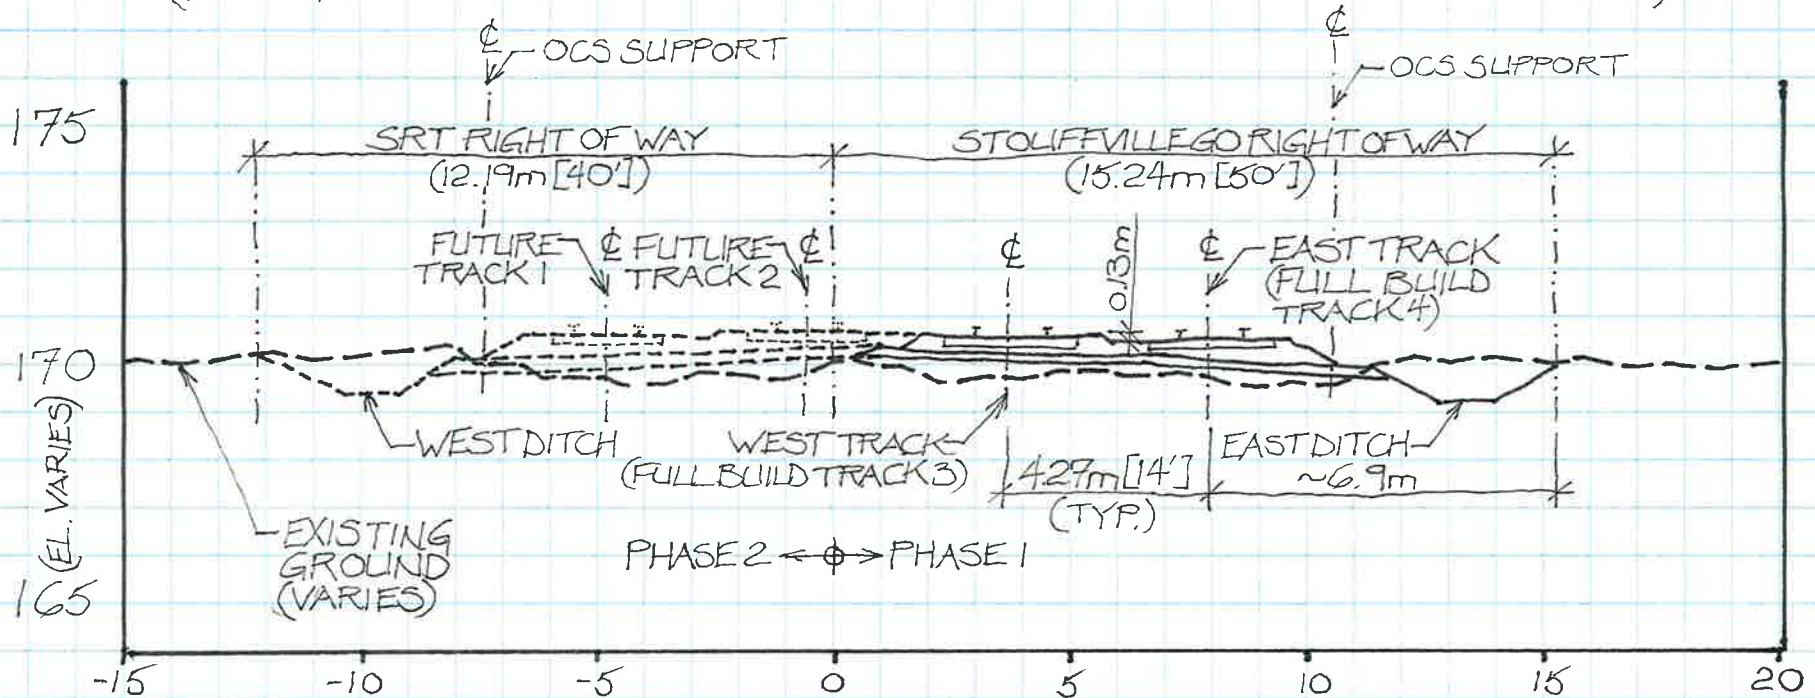 ℄
OCS SUPPORT
℄
OCS SUPPORT
175
SRT RIGHT OF WAY
(12.19m [40'])
STOUFFVILLE GO RIGHT OF WAY
(15.24m [50'])
FUTURE
TRACK 1
℄
FUTURE
TRACK 2
℄
℄
0.13m
℄
EAST TRACK
(FULL BUILD
TRACK 4)
170
(EL. VARIES)
WEST DITCH
WEST TRACK
(FULL BUILD TRACK 3)
4.27m [14']
(TYP.)
EAST DITCH
~6.9m
EXISTING
GROUND
(VARIES)
PHASE 2
PHASE 1
165
-15 -10 -5 0 5 10 15 20